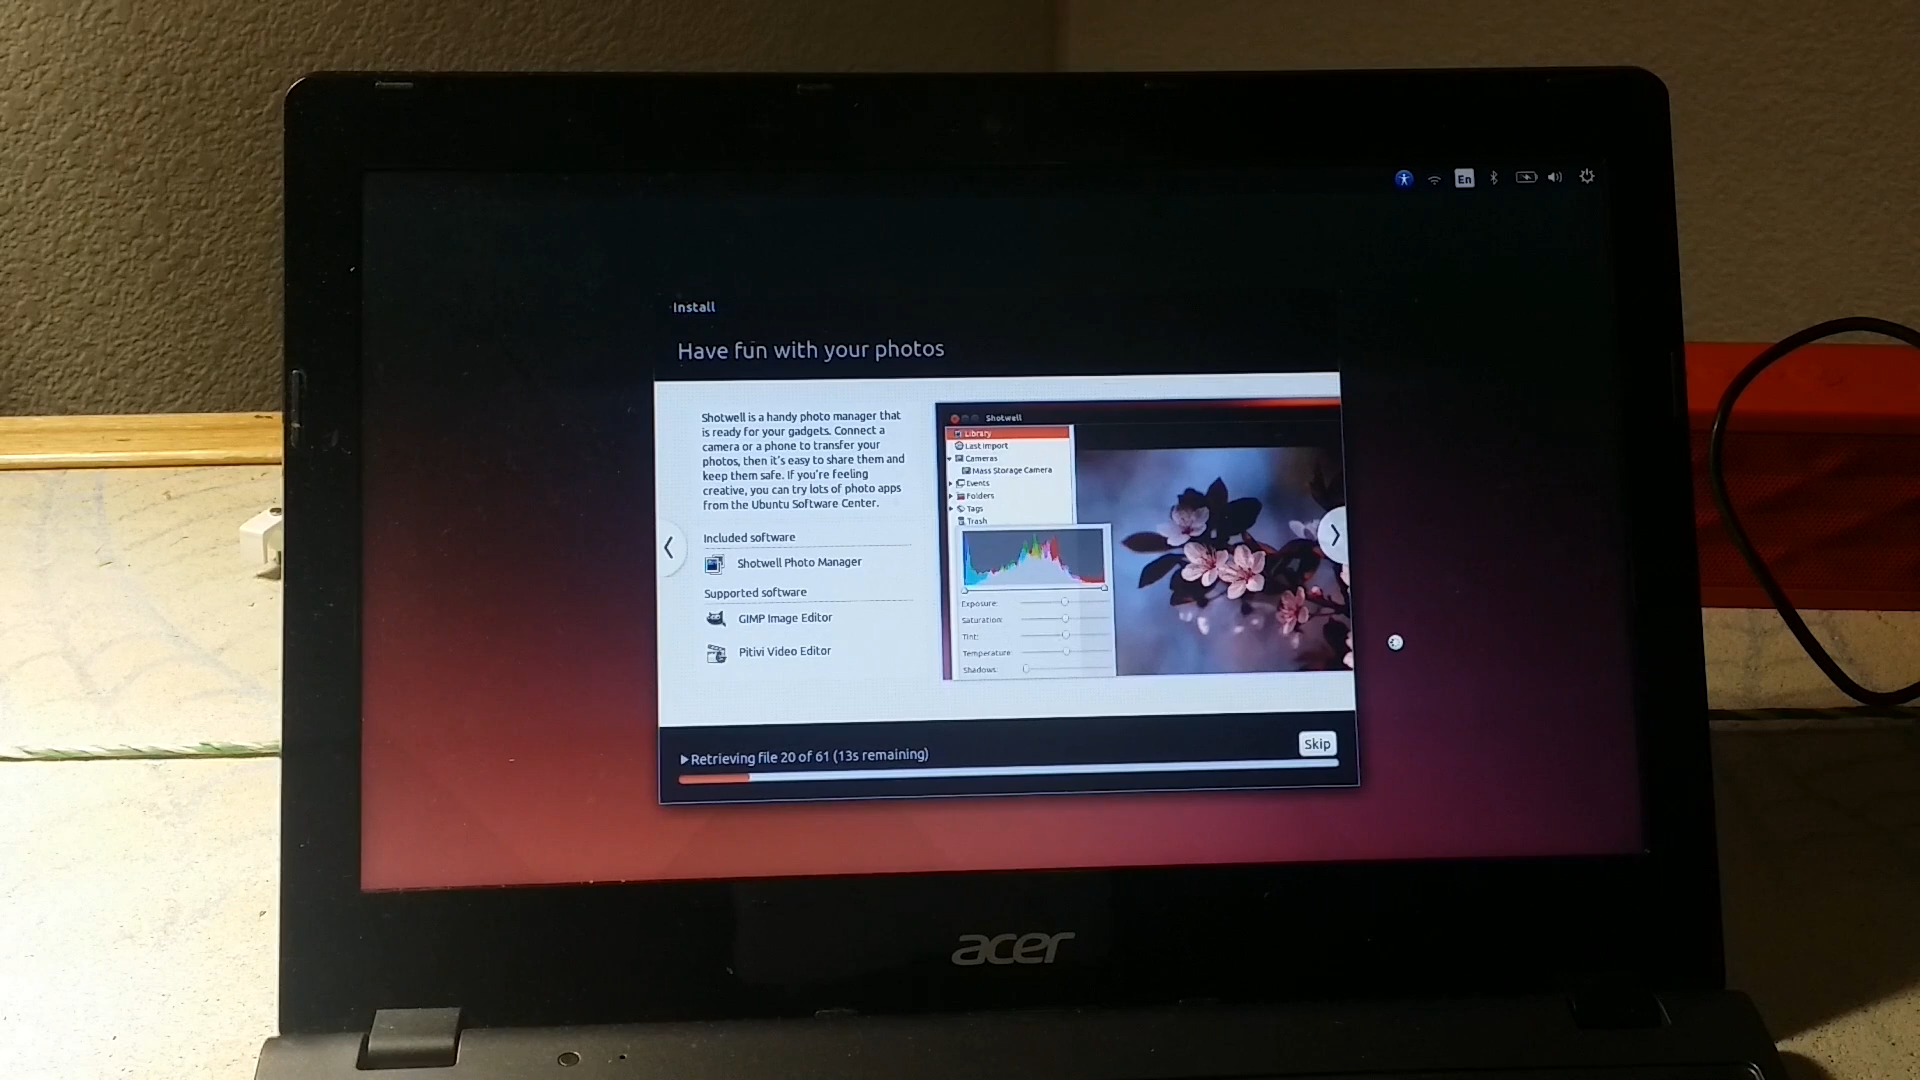 En
Install
Have fun with your photos
Shotwell is a handy photo manager that
is ready for your gadgets. Connect a
camera or a phone to transfer your
photos, then it's easy to share them and
keep them safe. If you're feeling
creative, you can try lots of photo apps
from the Ubuntu Software Center.
Included software
Shotwell Photo Manager
Supported software
GIMP Image Editor
Pitivi Video Editor
Shotwell
Library
Last Import
Cameras
Mass Storage Camera
Events
Folders
Tags
Trash
Exposure:
Saturation:
Tint:
Temperature:
Shadows:
Retrieving file 20 of 61 (13s remaining)
Skip
acer